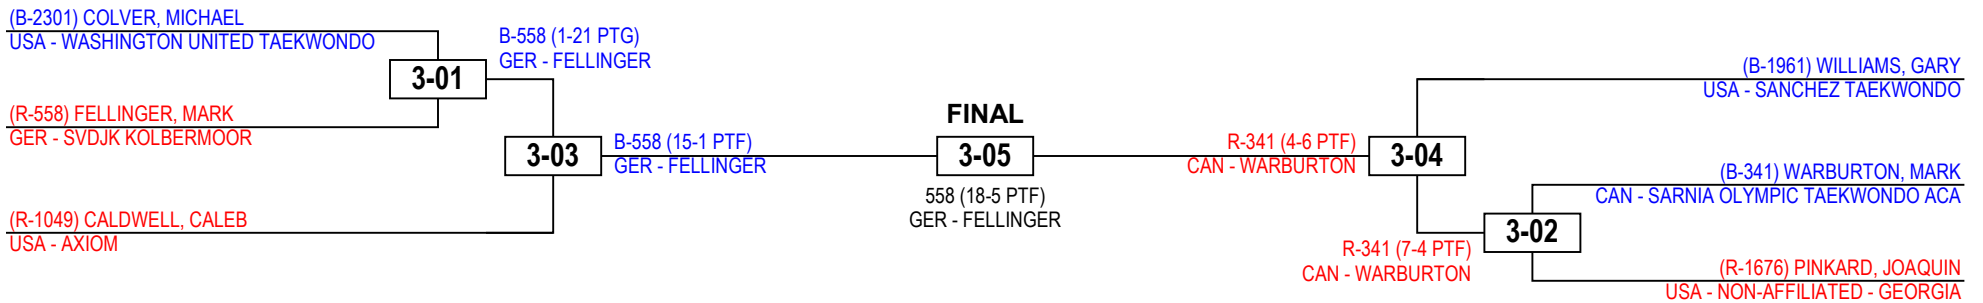 (B-2301) COLVER, MICHAEL
USA - WASHINGTON UNITED TAEKWONDO
B-558 (1-21 PTG)
GER - FELLINGER
3-01
(R-558) FELLINGER, MARK
GER - SVDJK KOLBERMOOR
3-03
B-558 (15-1 PTF)
GER - FELLINGER
(R-1049) CALDWELL, CALEB
USA - AXIOM
FINAL
3-05
558 (18-5 PTF)
GER - FELLINGER
R-341 (4-6 PTF)
CAN - WARBURTON
3-04
(B-1961) WILLIAMS, GARY
USA - SANCHEZ TAEKWONDO
(B-341) WARBURTON, MARK
CAN - SARNIA OLYMPIC TAEKWONDO ACA
3-02
R-341 (7-4 PTF)
CAN - WARBURTON
(R-1676) PINKARD, JOAQUIN
USA - NON-AFFILIATED - GEORGIA